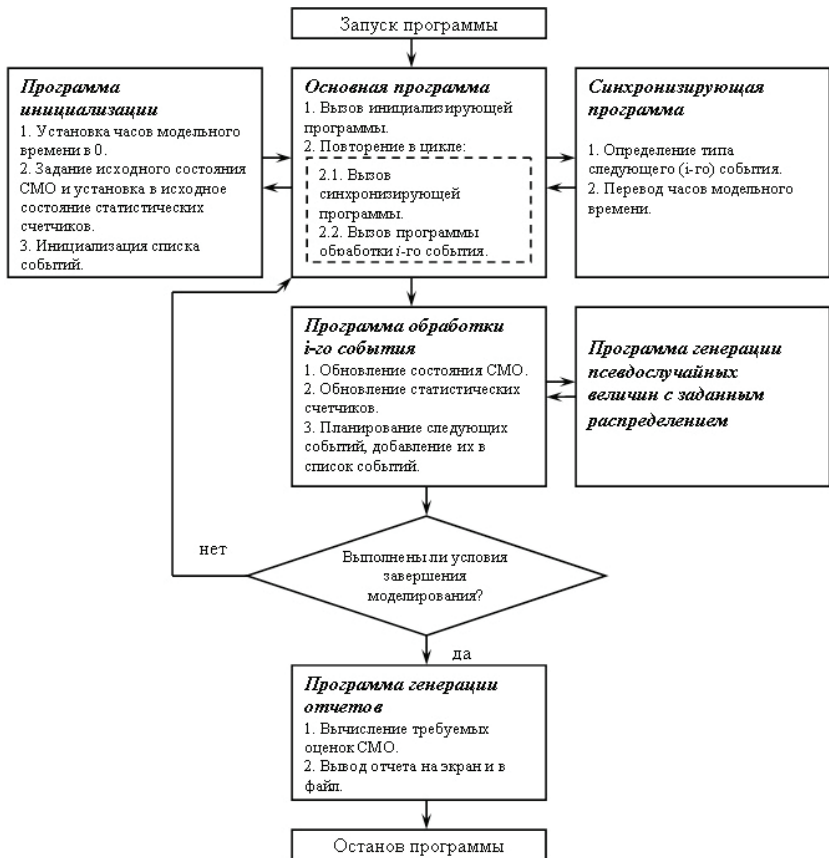 Запуск программы
Программа
инициализации
1. Установка часов модельного
времени в 0.
2. Задание исходного состояния
СМО и установка в исходное
состояние статистических
счетчиков.
3. Инициализация списка
событий.
Основная программа
1. Вызов инициализирующей
программы.
2. Повторение в цикле:
2.1. Вызов
синхронизирующей
программы.
2.2. Вызов программы
обработки i-го события.
Синхронизирующая
программа
1. Определение типа
следующего (i-го) события.
2. Перевод часов модельного
времени.
Программа обработки
i-го события
1. Обновление состояния СМО.
2. Обновление статистических
счетчиков.
3. Планирование следующих
событий, добавление их в
список событий.
Программа генерации
псевдослучайных
величин с заданным
распределением
нет
Выполнены ли условия
завершения
моделирования?
да
Программа генерации
отчетов
1. Вычисление требуемых
оценок СМО.
2. Вывод отчета на экран и в
файл.
Останов программы